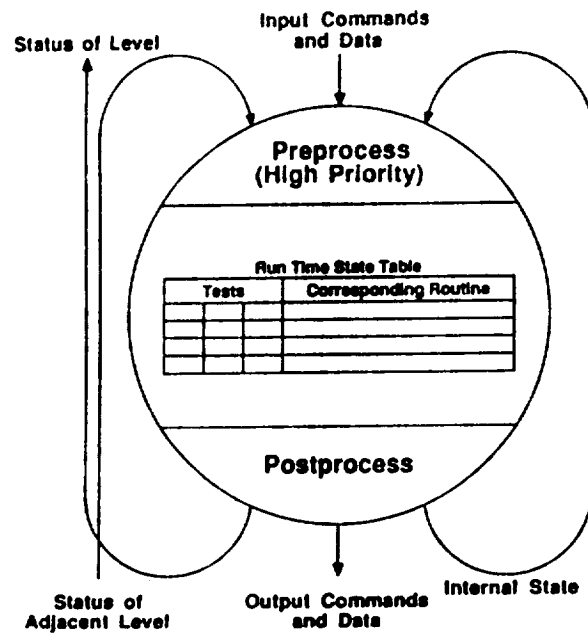 Input Commands
and Data
Status of Level
Preprocess
(High Priority)
Run Time State Table
Tests Corresponding Routine
Postprocess
Status of
Adjacent Level
Output Commands
and Data
Internal State